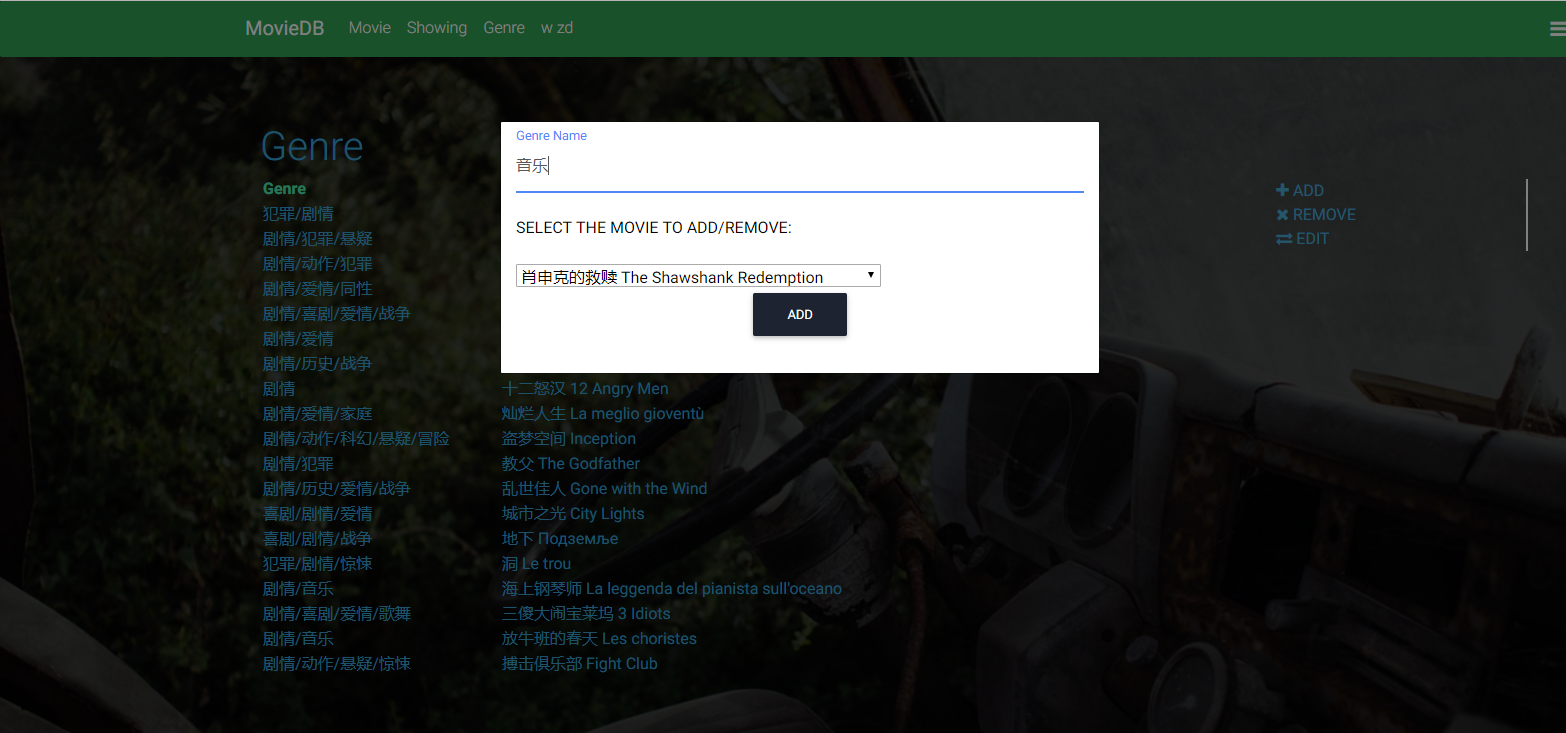 MovieDB Movie Showing Genre w zd
Genre
Genre
犯罪/剧情
剧情/犯罪/悬疑
剧情/动作/犯罪
剧情/爱情/同性
剧情/喜剧/爱情/战争
剧情/爱情
剧情/历史/战争
剧情 十二怒汉 12 Angry Men
剧情/爱情/家庭 灿烂人生 La meglio gioventù
剧情/动作/科幻/悬疑/冒险 盗梦空间 Inception
剧情/犯罪 教父 The Godfather
剧情/历史/爱情/战争 乱世佳人 Gone with the Wind
喜剧/剧情/爱情 城市之光 City Lights
喜剧/剧情/战争 地下 Подземље
犯罪/剧情/惊悚 洞 Le trou
剧情/音乐 海上钢琴师 La leggenda del pianista sull'oceano
剧情/喜剧/爱情/歌舞 三傻大闹宝莱坞 3 Idiots
剧情/音乐 放牛班的春天 Les choristes
剧情/动作/悬疑/惊悚 搏击俱乐部 Fight Club
Genre Name
音乐
SELECT THE MOVIE TO ADD/REMOVE:
肖申克的救赎 The Shawshank Redemption
ADD
ADD
REMOVE
EDIT